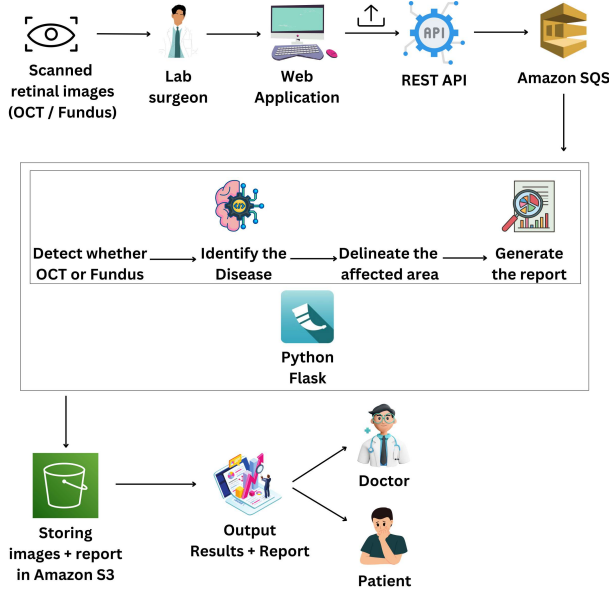 Scanned
retinal images
(OCT / Fundus)
Lab
surgeon
Web
Application
API
REST API
Amazon SQS
Detect whether
OCT or Fundus
Identify the
Disease
Delineate the
affected area
Generate
the report
Python
Flask
Storing
images + report
in Amazon S3
Output
Results + Report
Doctor
Patient